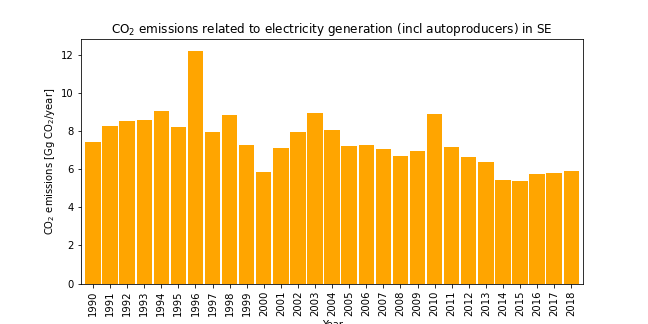 CO₂ emissions related to electricity generation (incl autoproducers) in SE
CO₂ emissions [Gg CO₂/year]
12
10
8
6
4
2
0
1990 1991 1992 1993 1994 1995 1996 1997 1998 1999 2000 2001 2002 2003 2004 2005 2006 2007 2008 2009 2010 2011 2012 2013 2014 2015 2016 2017 2018
Year